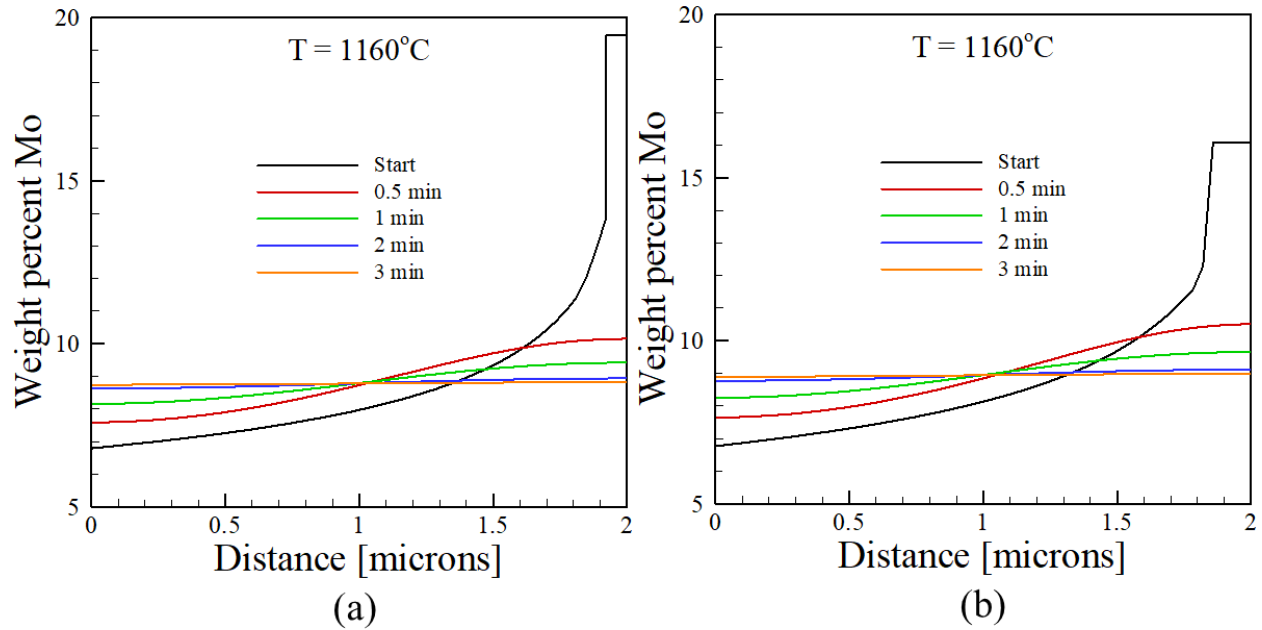 20
15
10
5
Weight percent Mo
T = 1160°C
Start
0.5 min
1 min
2 min
3 min
0 0.5 1 1.5 2
Distance [microns]
(a)
20
15
10
5
Weight percent Mo
T = 1160°C
Start
0.5 min
1 min
2 min
3 min
0 0.5 1 1.5 2
Distance [microns]
(b)